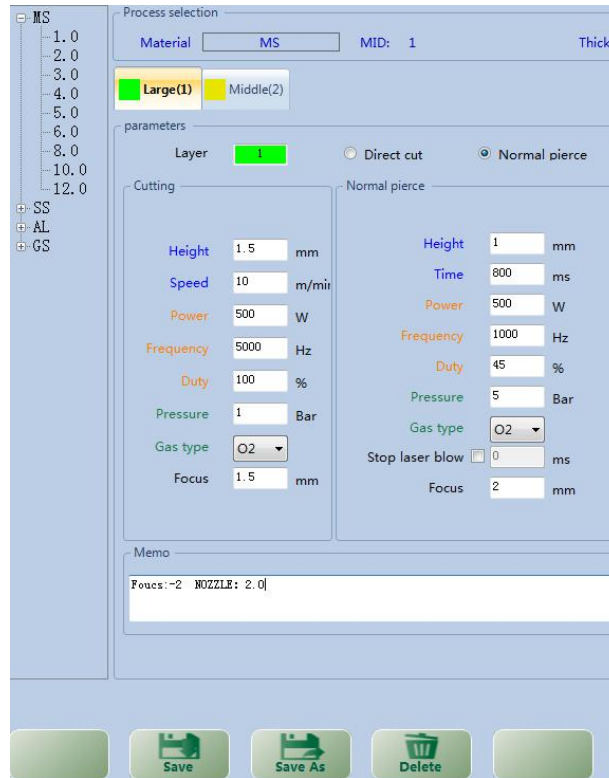 MS
1.0
2.0
3.0
4.0
5.0
6.0
8.0
10.0
12.0
SS
AL
GS
Process selection
Material MS MID: 1 Thick
Large(1) Middle(2)
parameters
Layer 1 Direct cut Normal pierce
Cutting
Height 1.5 mm
Speed 10 m/min
Power 500 W
Frequency 5000 Hz
Duty 100 %
Pressure 1 Bar
Gas type O2
Focus 1.5 mm
Normal pierce
Height 1 mm
Time 800 ms
Power 500 W
Frequency 1000 Hz
Duty 45 %
Pressure 5 Bar
Gas type O2
Stop laser blow 0 ms
Focus 2 mm
Memo
Foucs:-2 NOZZLE: 2.0
Save Save As Delete